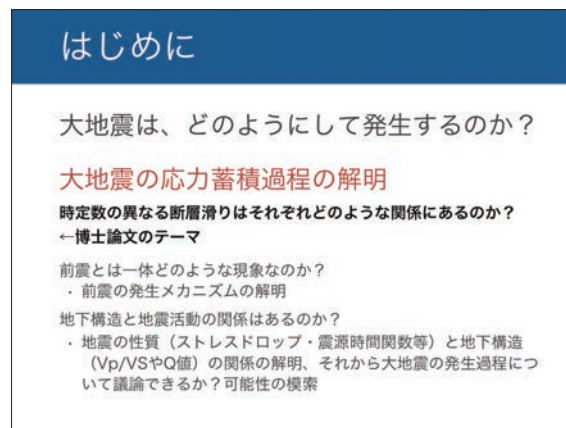 はじめに
大地震は、どのようにして発生するのか？
大地震の応力蓄積過程の解明
時定数の異なる断層滑りはそれぞれどのような関係にあるのか？
←博士論文のテーマ
前震とは一体どのような現象なのか？
・前震の発生メカニズムの解明
地下構造と地震活動の関係はあるのか？
・地震の性質（ストレスドロップ・震源時間関数等）と地下構造
（Vp/VSやQ値）の関係の解明、それから大地震の発生過程につ
いて議論できるか？可能性の模索